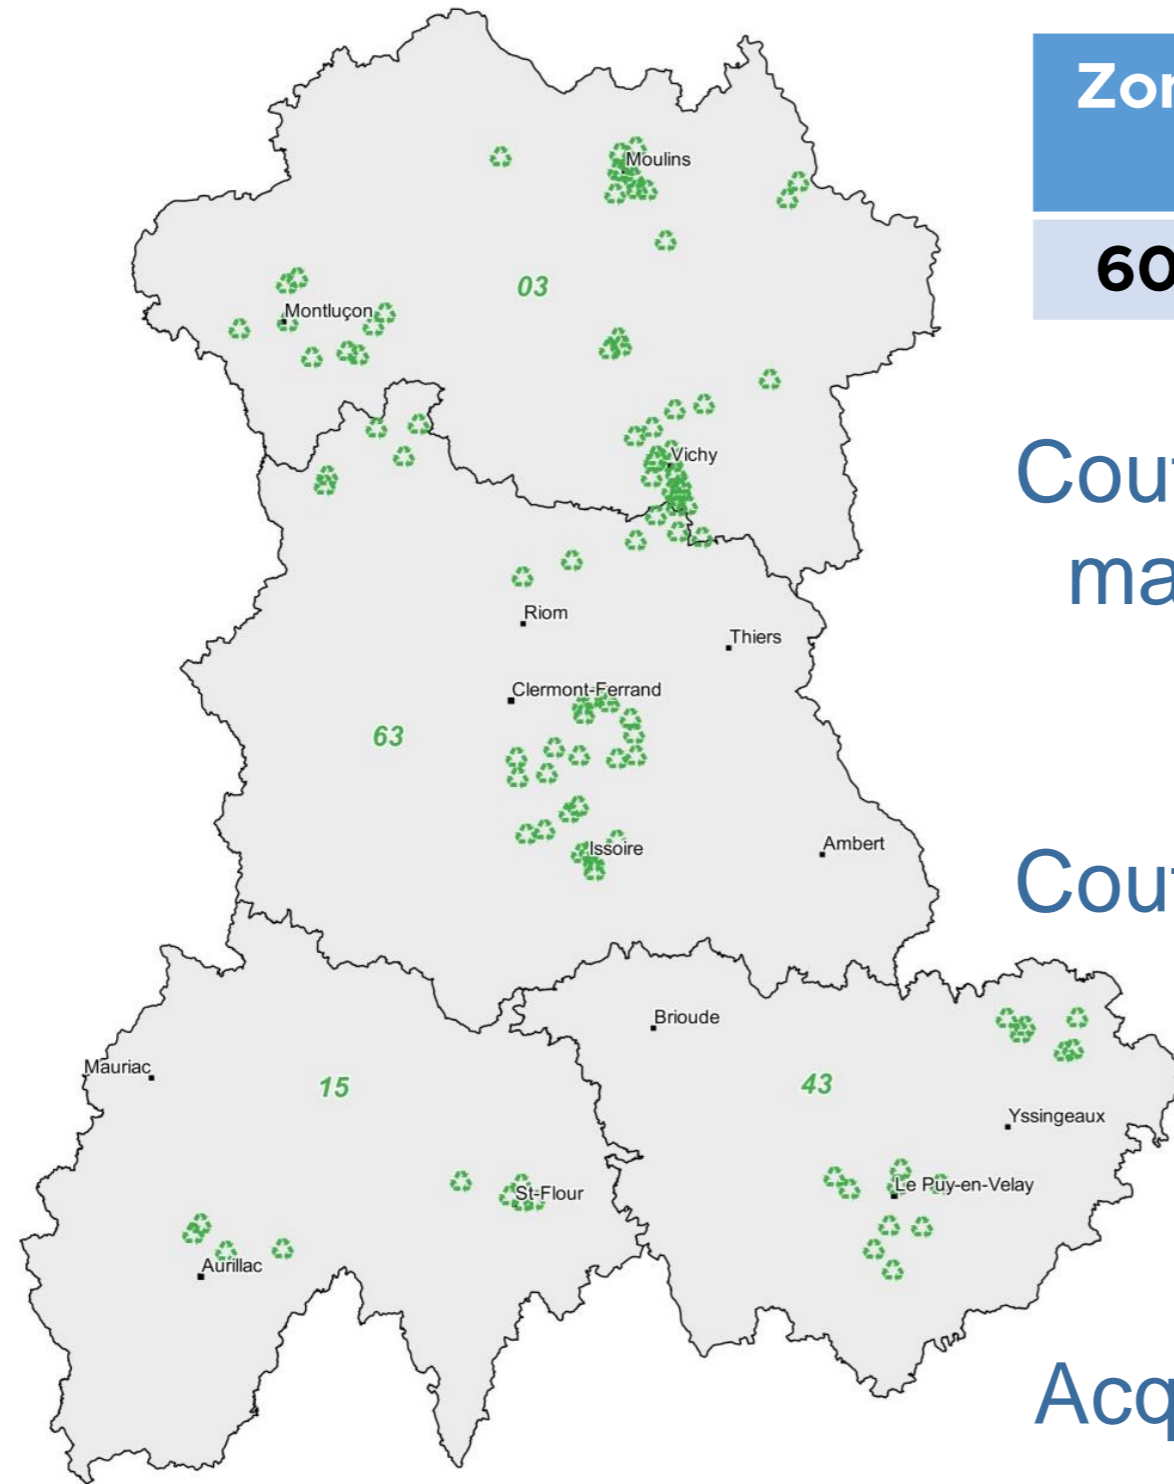 Moulins
03
Montluçon
Vichy
Riom
Thiers
Clermont-Ferrand
63
Issoire
Ambert
Brioude
Mauriac
15
43
Yssingeaux
St-Flour
Le Puy-en-Velay
Aurillac
60